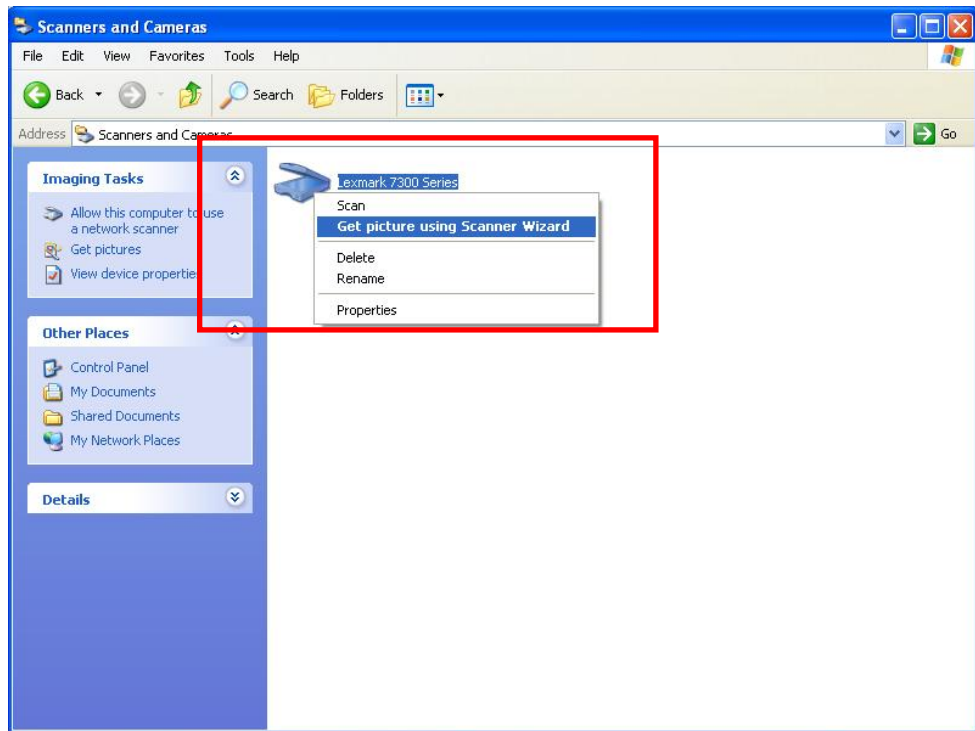 Scanners and Cameras
File Edit View Favorites Tools Help
Back Search Folders
Address Scanners and Cameras Go
Imaging Tasks
Allow this computer to use
a network scanner
Get pictures
View device properties
Other Places
Control Panel
My Documents
Shared Documents
My Network Places
Details
Lexmark 7300 Series
Scan
Get picture using Scanner Wizard
Delete
Rename
Properties